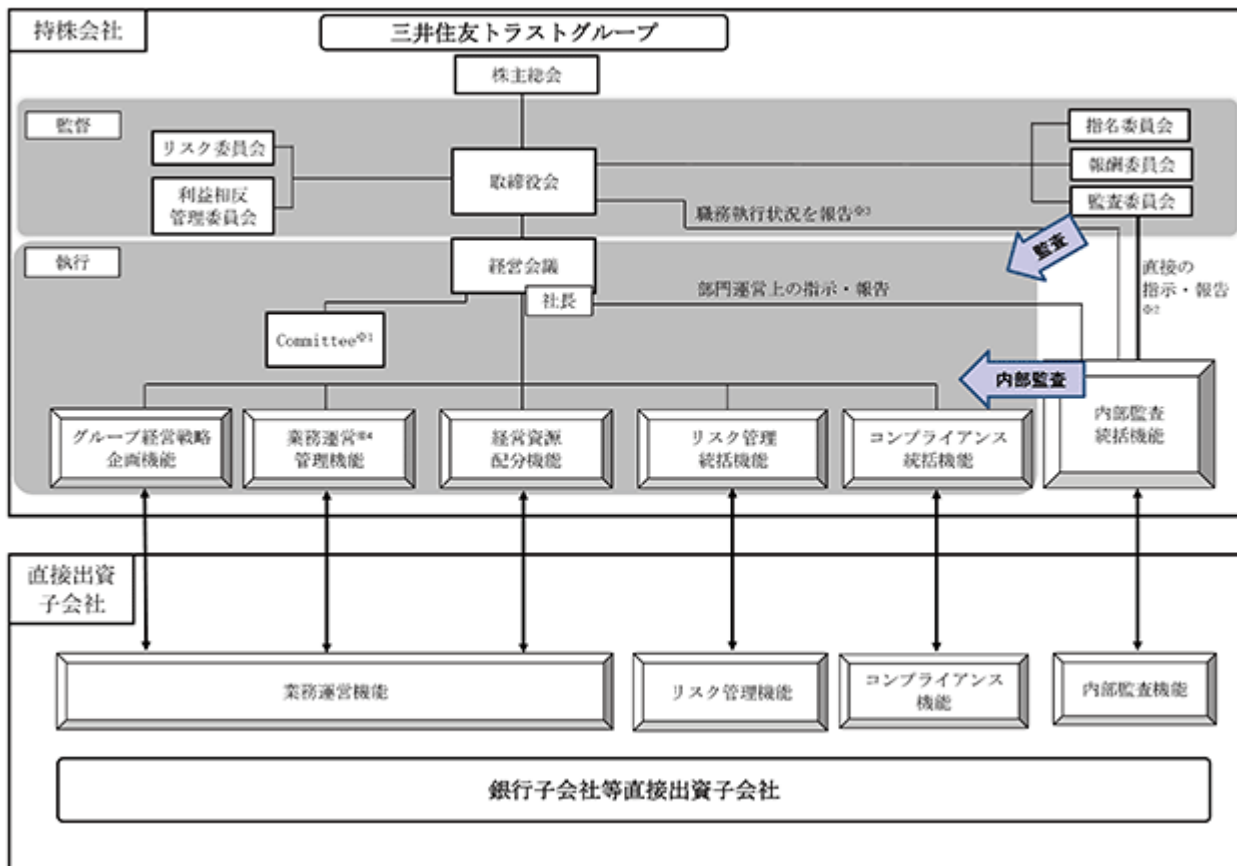 持株会社
三井住友トラストグループ
株主総会
監督
リスク委員会
利益相反
管理委員会
取締役会
指名委員会
報酬委員会
監査委員会
職務執行状況を報告※3
監査
執行
経営会議
社長
部門運営上の指示・報告
直接の
指示・報告
※2
Committee※1
内部監査
グループ経営戦略
企画機能
業務運営※4
管理機能
経営資源
配分機能
リスク管理
統括機能
コンプライアンス
統括機能
内部監査
統括機能
直接出資
子会社
業務運営機能
リスク管理機能
コンプライアンス
機能
内部監査機能
銀行子会社等直接出資子会社